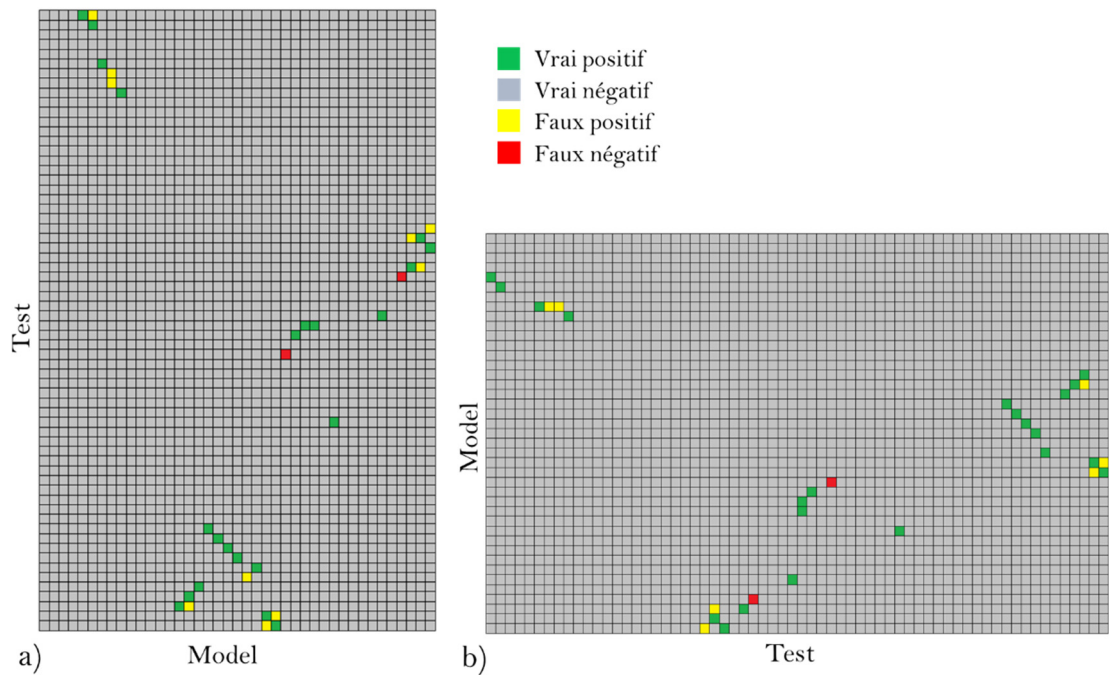 Vrai positif
Vrai négatif
Faux positif
Faux négatif
Test
a)
Model
Model
b)
Test